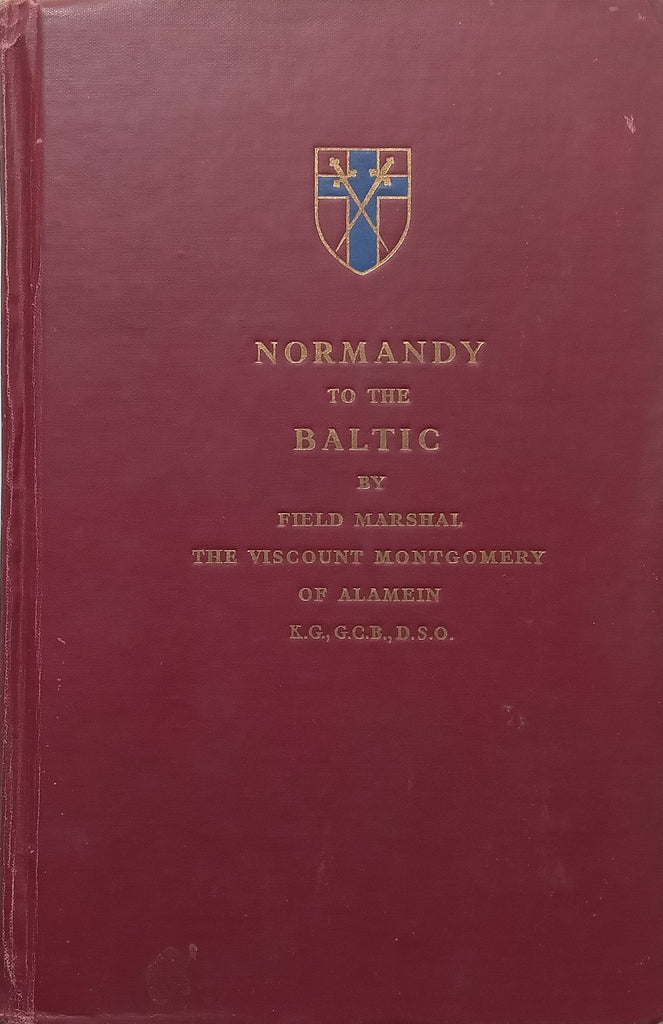 NORMANDY
TO THE
BALTIC
BY
FIELD MARSHAL
THE VISCOUNT MONTGOMERY
OF ALAMEIN
K.G., G.C.B., D.S.O.